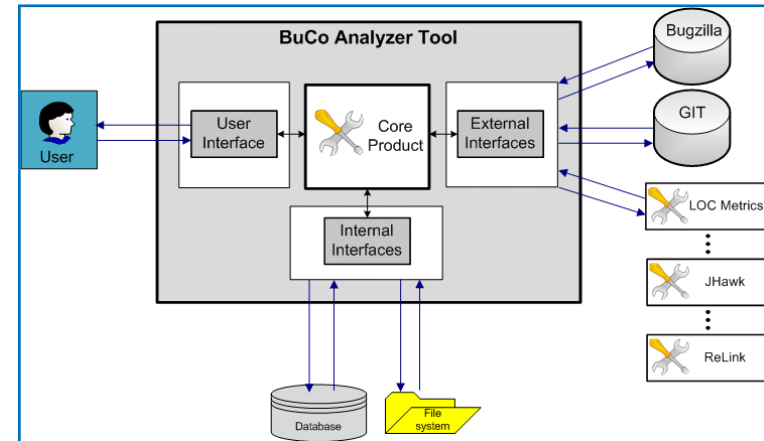 BuCo Analyzer Tool
Bugzilla
User
Interface
Core
Product
External
Interfaces
GIT
User
LOC Metrics
Internal
Interfaces
JHawk
ReLink
Database
File
system